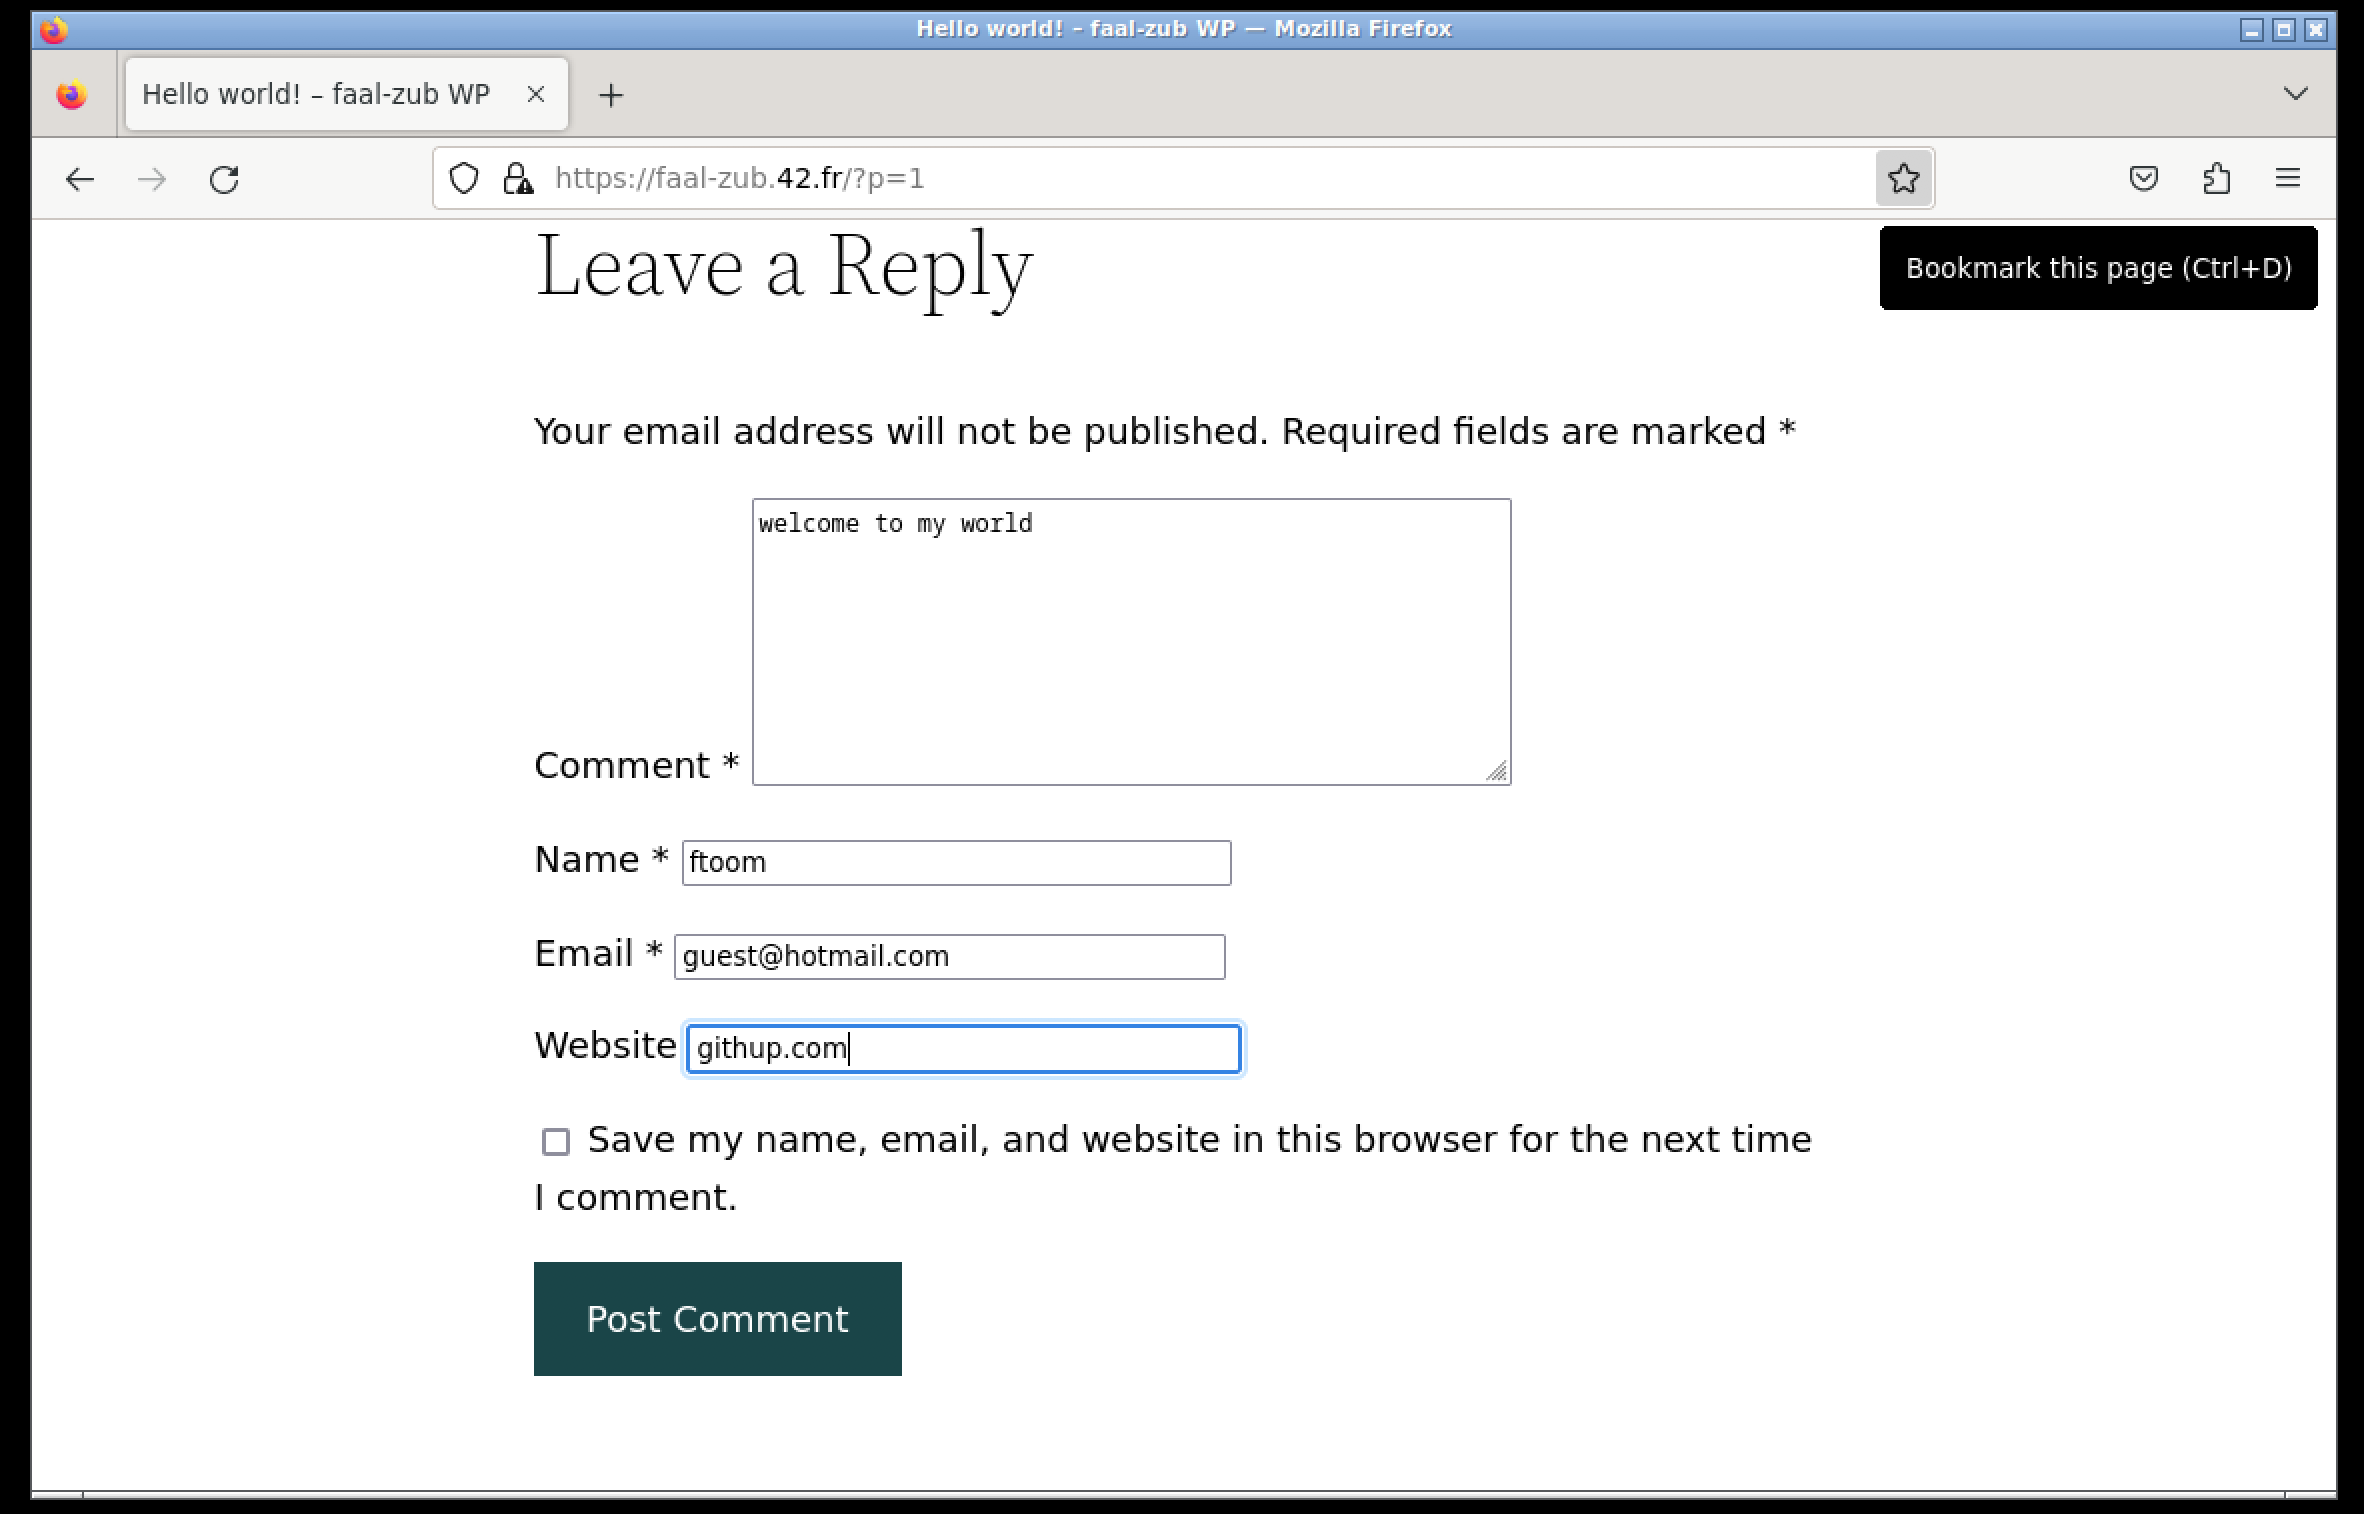 Hello world! – faal-zub WP — Mozilla Firefox
Hello world! – faal-zub WP
https://faal-zub.42.fr/?p=1
Leave a Reply
Bookmark this page (Ctrl+D)
Your email address will not be published. Required fields are marked *
welcome to my world
Comment *
Name * ftoom
Email * guest@hotmail.com
Website githup.com
Save my name, email, and website in this browser for the next time
I comment.
Post Comment